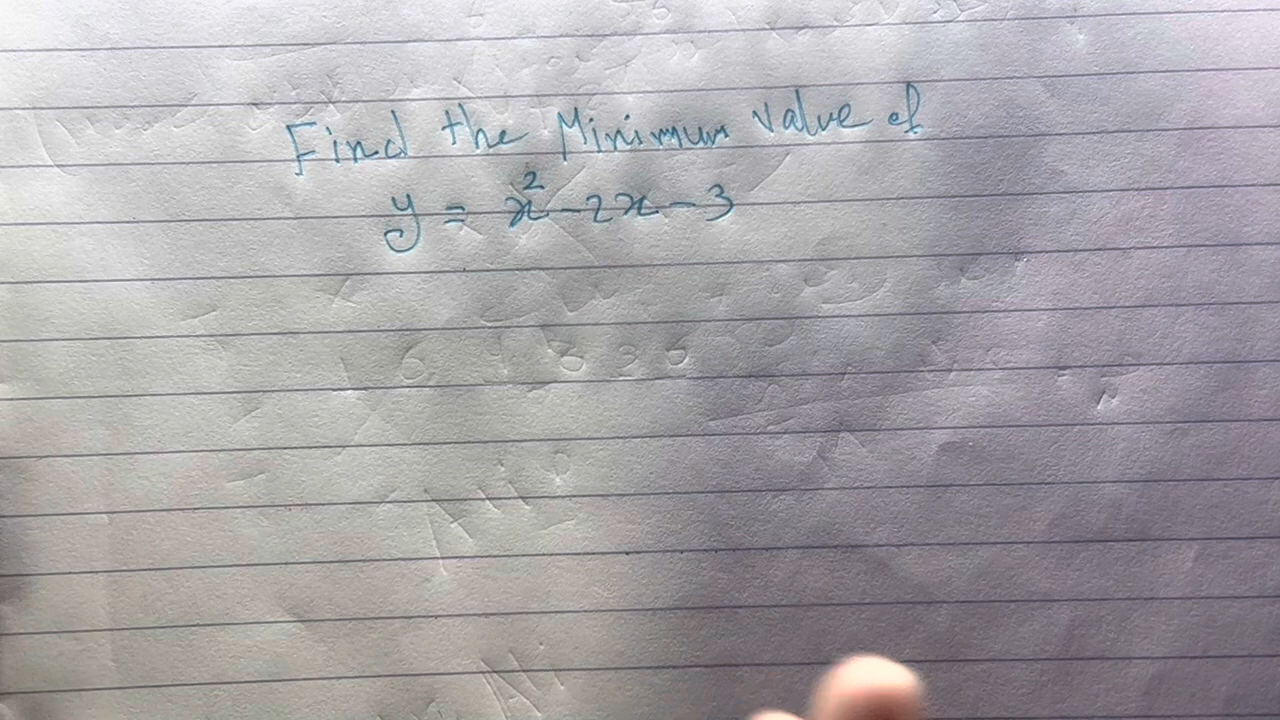 Find the Minimum value of
y = x² - 2x - 3